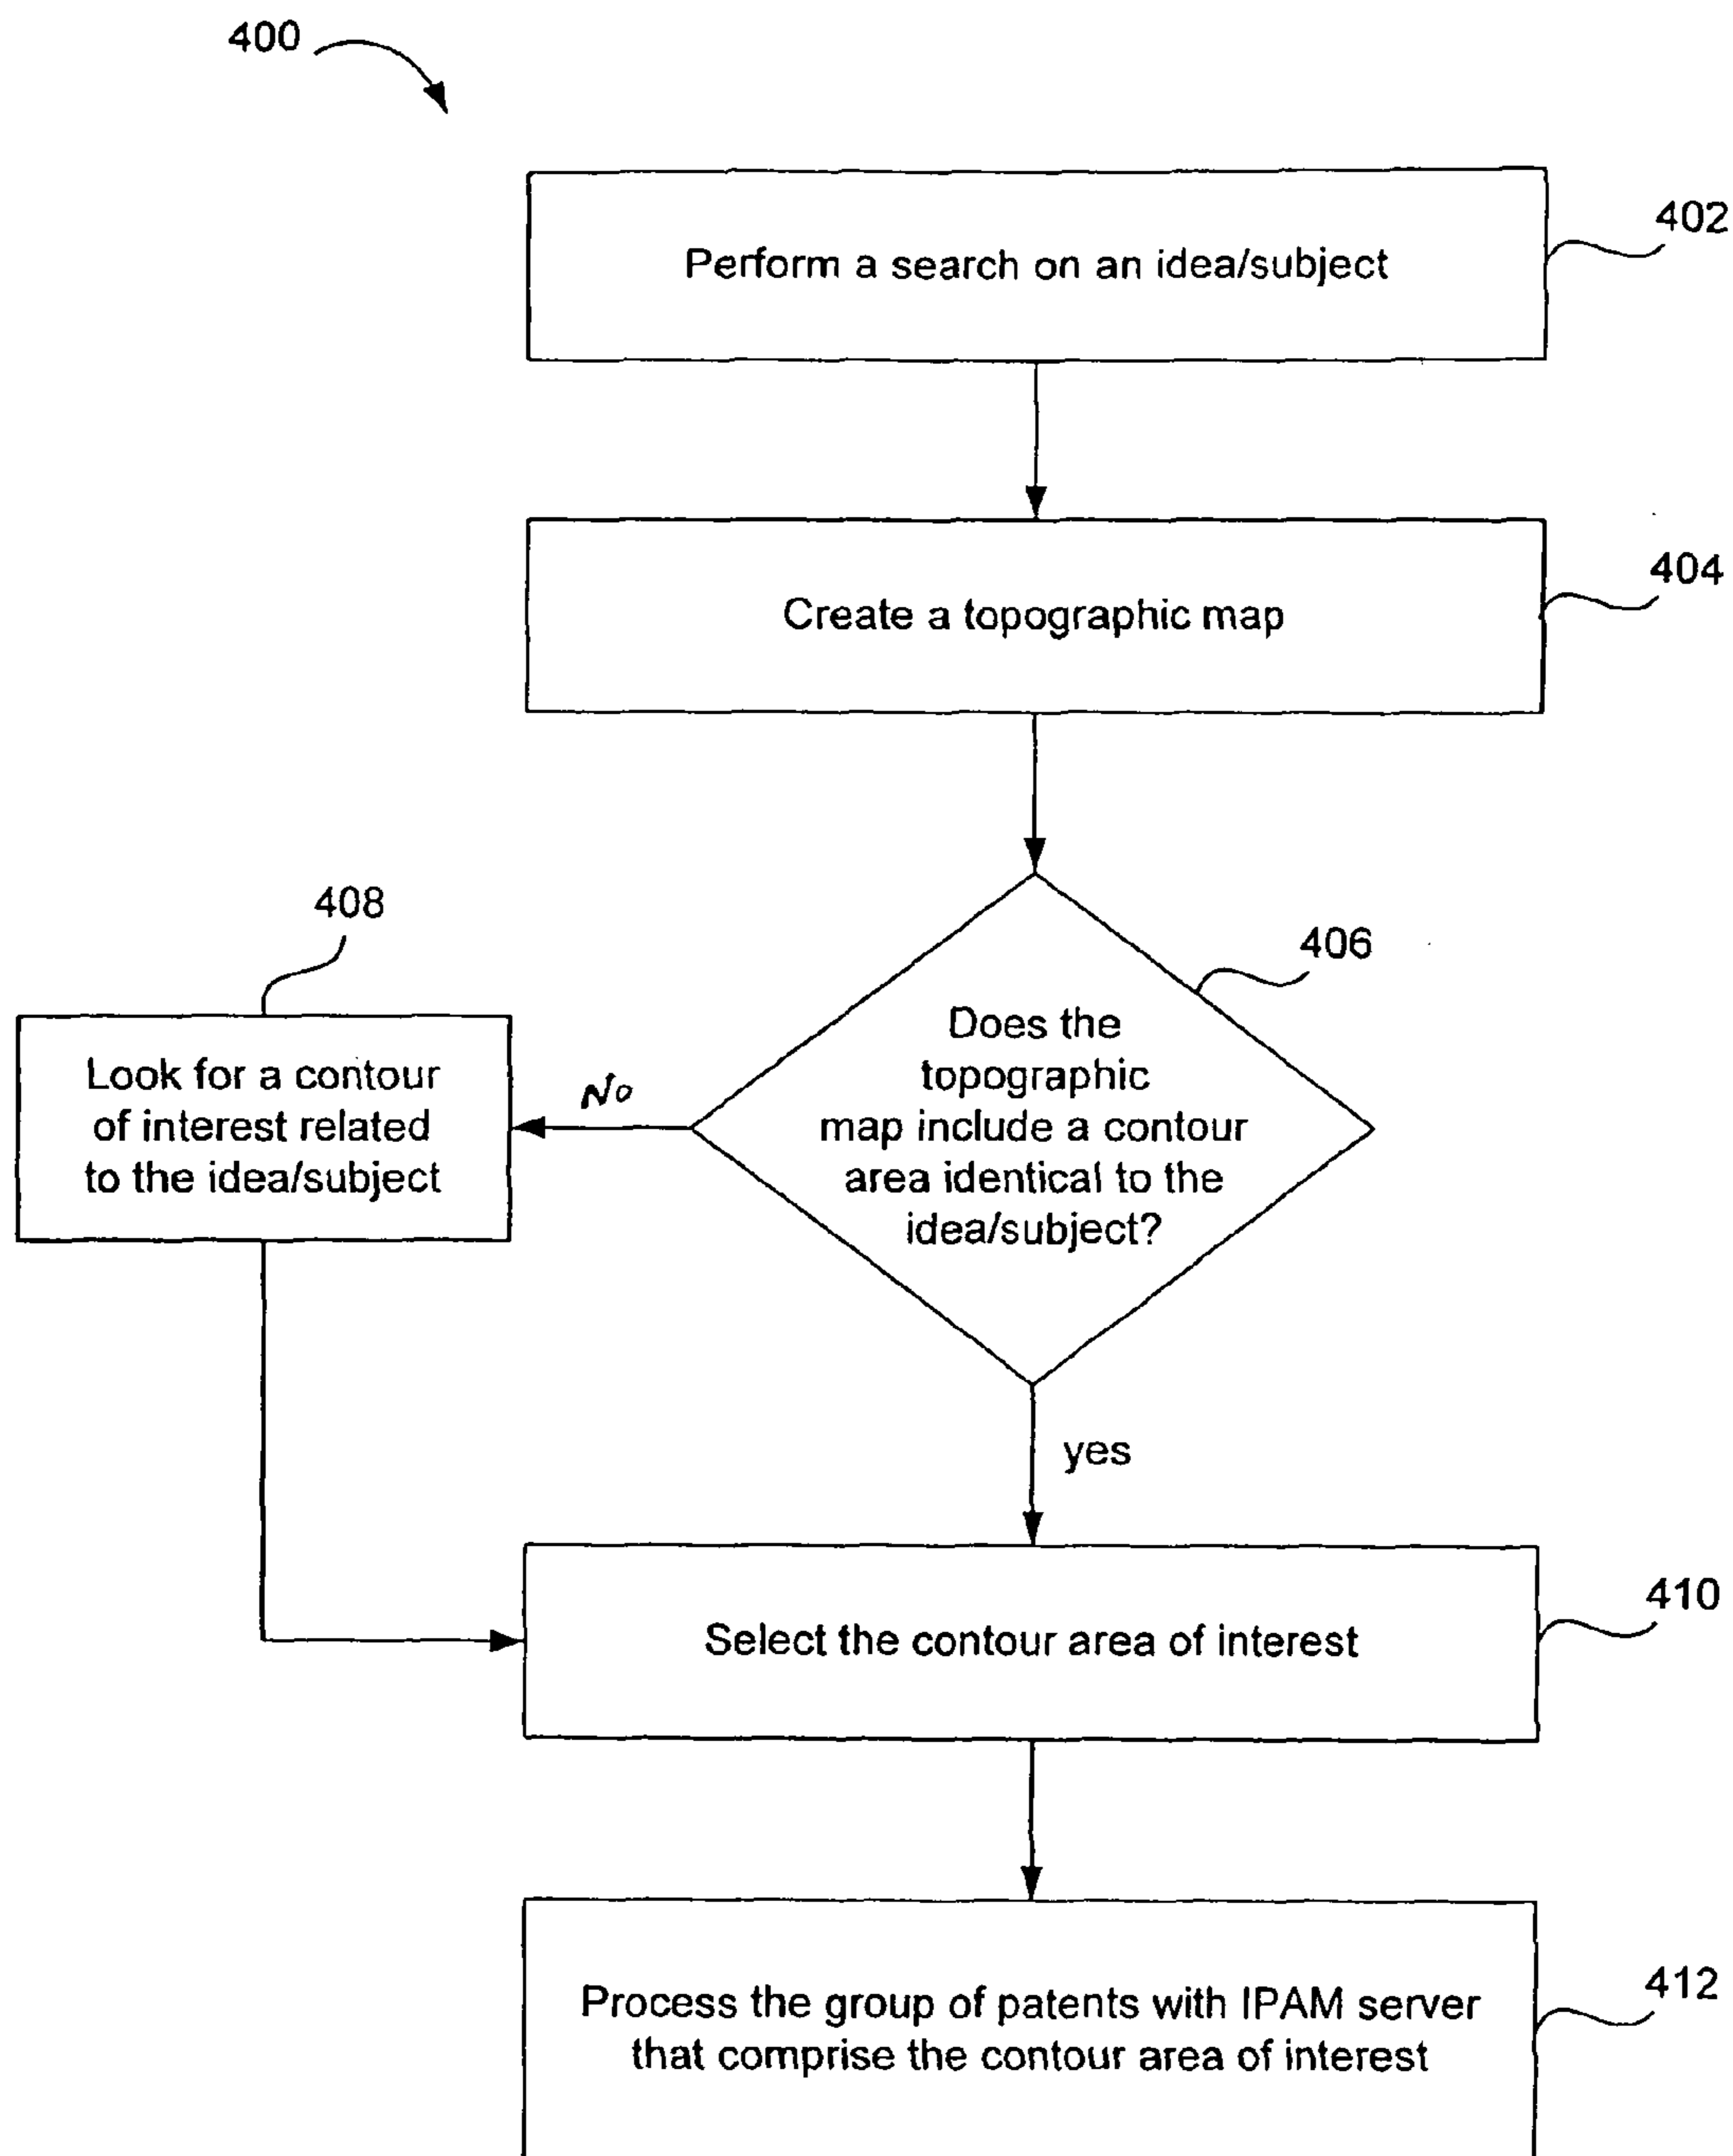 400
402
Perform a search on an idea/subject
404
Create a topographic map
408
406
Does the
topographic
map include a contour
area identical to the
idea/subject?
No
Look for a contour
of interest related
to the idea/subject
yes
410
Select the contour area of interest
412
Process the group of patents with IPAM server
that comprise the contour area of interest